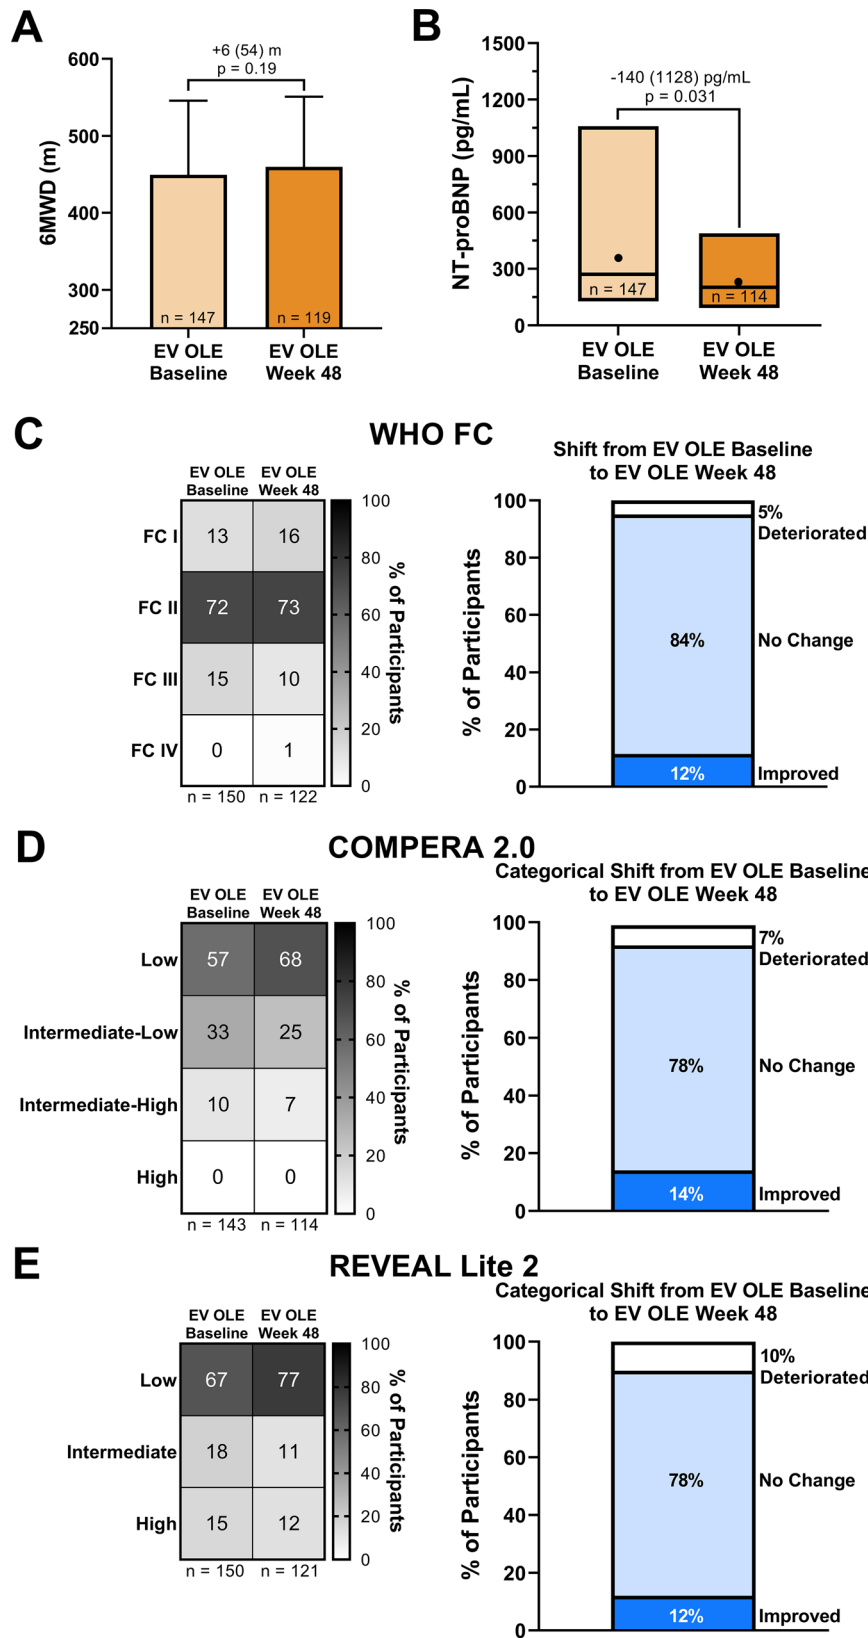 A
+6 (54) m
p = 0.19
600
500
400
300
250
6MWD (m)
n = 147
n = 119
EV OLE
Baseline
EV OLE
Week 48
B
-140 (1128) pg/mL
p = 0.031
1500
1200
900
600
300
0
NT-proBNP (pg/mL)
n = 147
n = 114
EV OLE
Baseline
EV OLE
Week 48
C
WHO FC
EV OLE
Baseline
EV OLE
Week 48
FC I
13
16
FC II
72
73
FC III
15
10
FC IV
0
1
n = 150
n = 122
100
80
60
40
20
0
% of Participants
Shift from EV OLE Baseline
to EV OLE Week 48
100
80
60
40
20
0
% of Participants
5%
Deteriorated
84%
No Change
12%
Improved
D
COMPERA 2.0
EV OLE
Baseline
EV OLE
Week 48
Low
57
68
Intermediate-Low
33
25
Intermediate-High
10
7
High
0
0
n = 143
n = 114
100
80
60
40
20
0
% of Participants
Categorical Shift from EV OLE Baseline
to EV OLE Week 48
100
80
60
40
20
0
% of Participants
7%
Deteriorated
78%
No Change
14%
Improved
E
REVEAL Lite 2
EV OLE
Baseline
EV OLE
Week 48
Low
67
77
Intermediate
18
11
High
15
12
n = 150
n = 121
100
80
60
40
20
0
% of Participants
Categorical Shift from EV OLE Baseline
to EV OLE Week 48
100
80
60
40
20
0
% of Participants
10%
Deteriorated
78%
No Change
12%
Improved